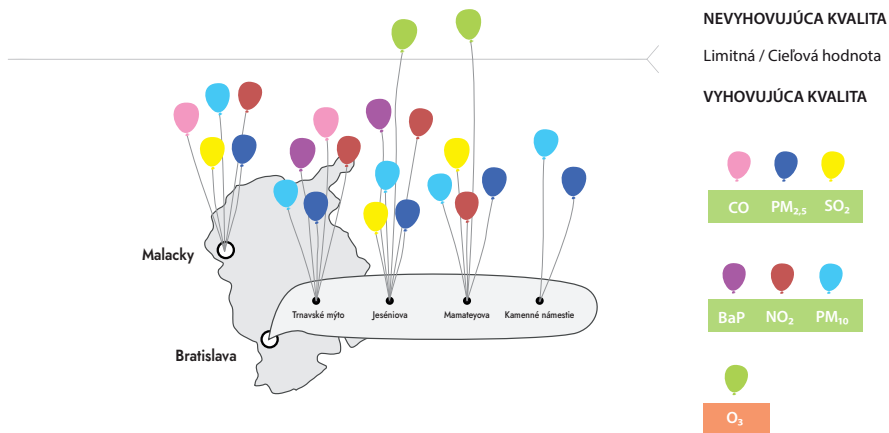 NEVYHOVUJÚCA KVALITA
Limitná / Cieľová hodnota
VYHOVUJÚCA KVALITA
CO PM₂,₅ SO₂
Malacky
Trnavské mýto Jeséniova Mamateyova Kamenné námestie
BaP NO₂ PM₁₀
Bratislava
O₃